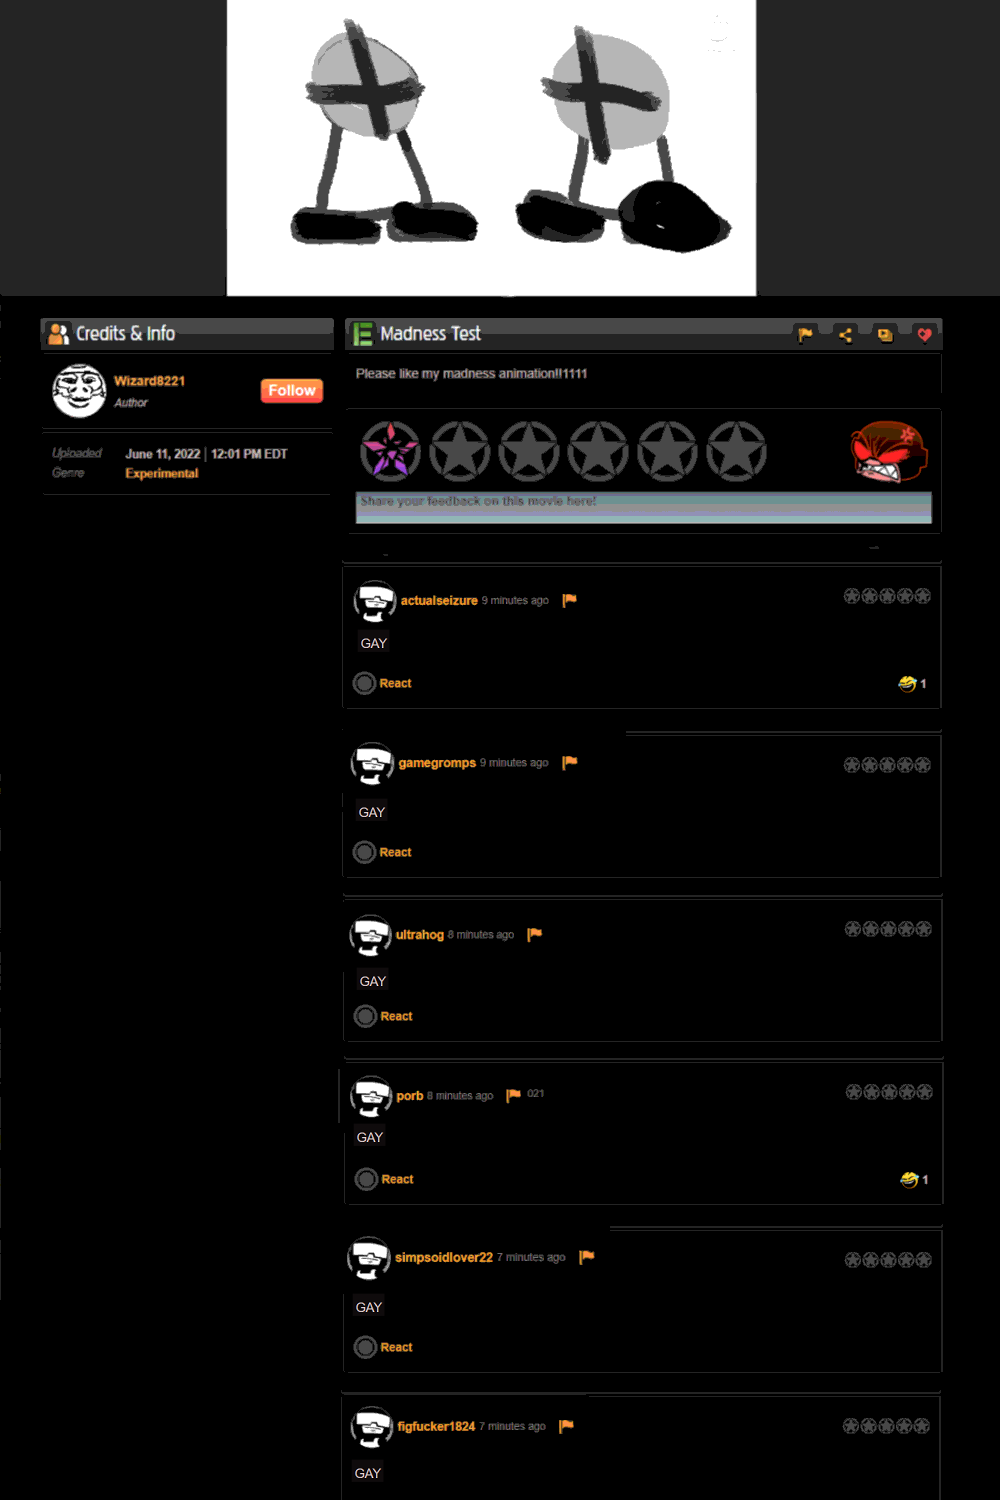 Credits & Info
Wizard8221
Author
Follow
Uploaded June 11, 2022 | 12:01 PM EDT
Genre Experimental
Madness Test
Please like my madness animation!!1111
Share your feedback on this movie here!
actualseizure 9 minutes ago
GAY
React
1
gamegromps 9 minutes ago
GAY
React
ultrahog 8 minutes ago
GAY
React
porb 8 minutes ago 021
GAY
React
1
simpsoidlover22 7 minutes ago
GAY
React
figfucker1824 7 minutes ago
GAY